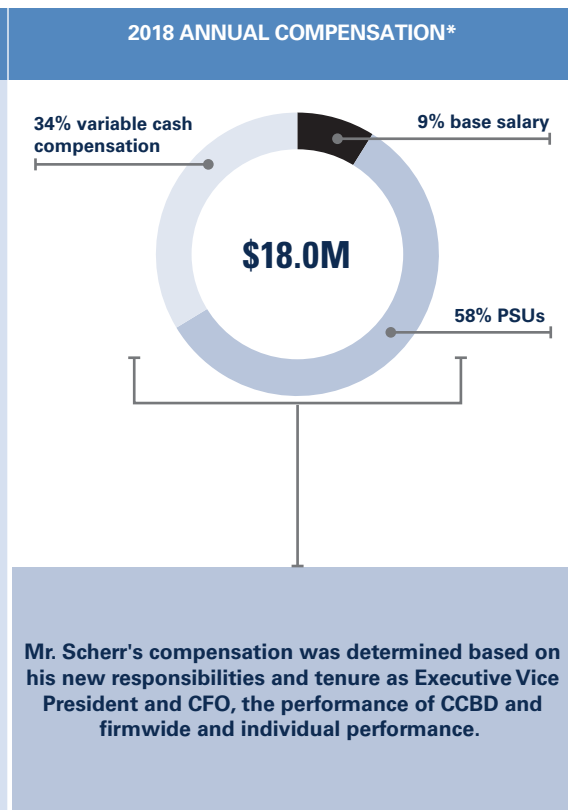 2018 ANNUAL COMPENSATION*
34% variable cash
compensation
9% base salary
$18.0M
58% PSUs
Mr. Scherr's compensation was determined based on
his new responsibilities and tenure as Executive Vice
President and CFO, the performance of CCBD and
firmwide and individual performance.